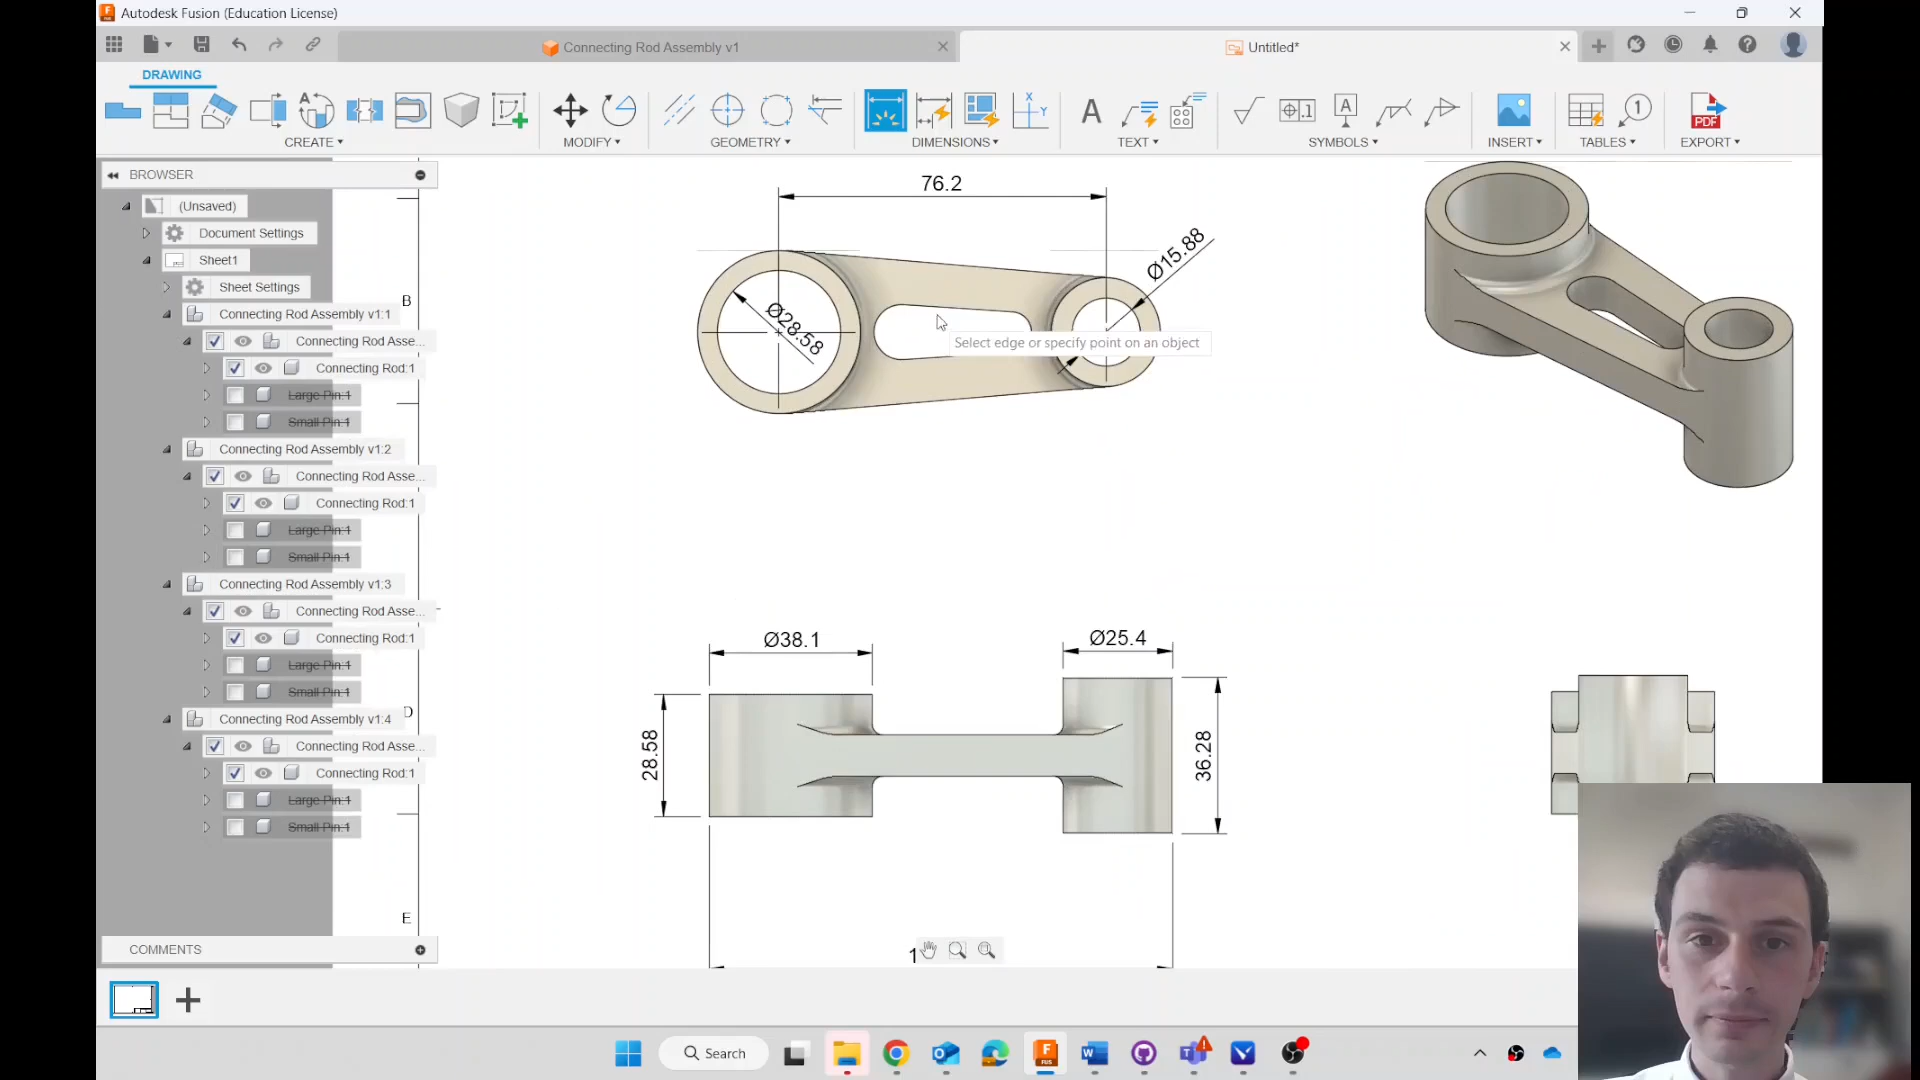 Autodesk Fusion (Education License)
Connecting Rod Assembly v1
Untitled*
DRAWING
CREATE
MODIFY
GEOMETRY
DIMENSIONS
TEXT
SYMBOLS
INSERT
TABLES
EXPORT
BROWSER
(Unsaved)
Document Settings
Sheet1
Sheet Settings
Connecting Rod Assembly v1:1
Connecting Rod Asse...
Connecting Rod:1
Large Pin:1
Small Pin:1
Connecting Rod Assembly v1:2
Connecting Rod Asse...
Connecting Rod:1
Large Pin:1
Small Pin:1
Connecting Rod Assembly v1:3
Connecting Rod Asse...
Connecting Rod:1
Large Pin:1
Small Pin:1
Connecting Rod Assembly v1:4
Connecting Rod Asse...
Connecting Rod:1
Large Pin:1
Small Pin:1
COMMENTS
B
D
E
76.2
Ø15.88
Ø28.58
Select edge or specify point on an object
Ø38.1
Ø25.4
28.58
36.28
1
Search
PDF